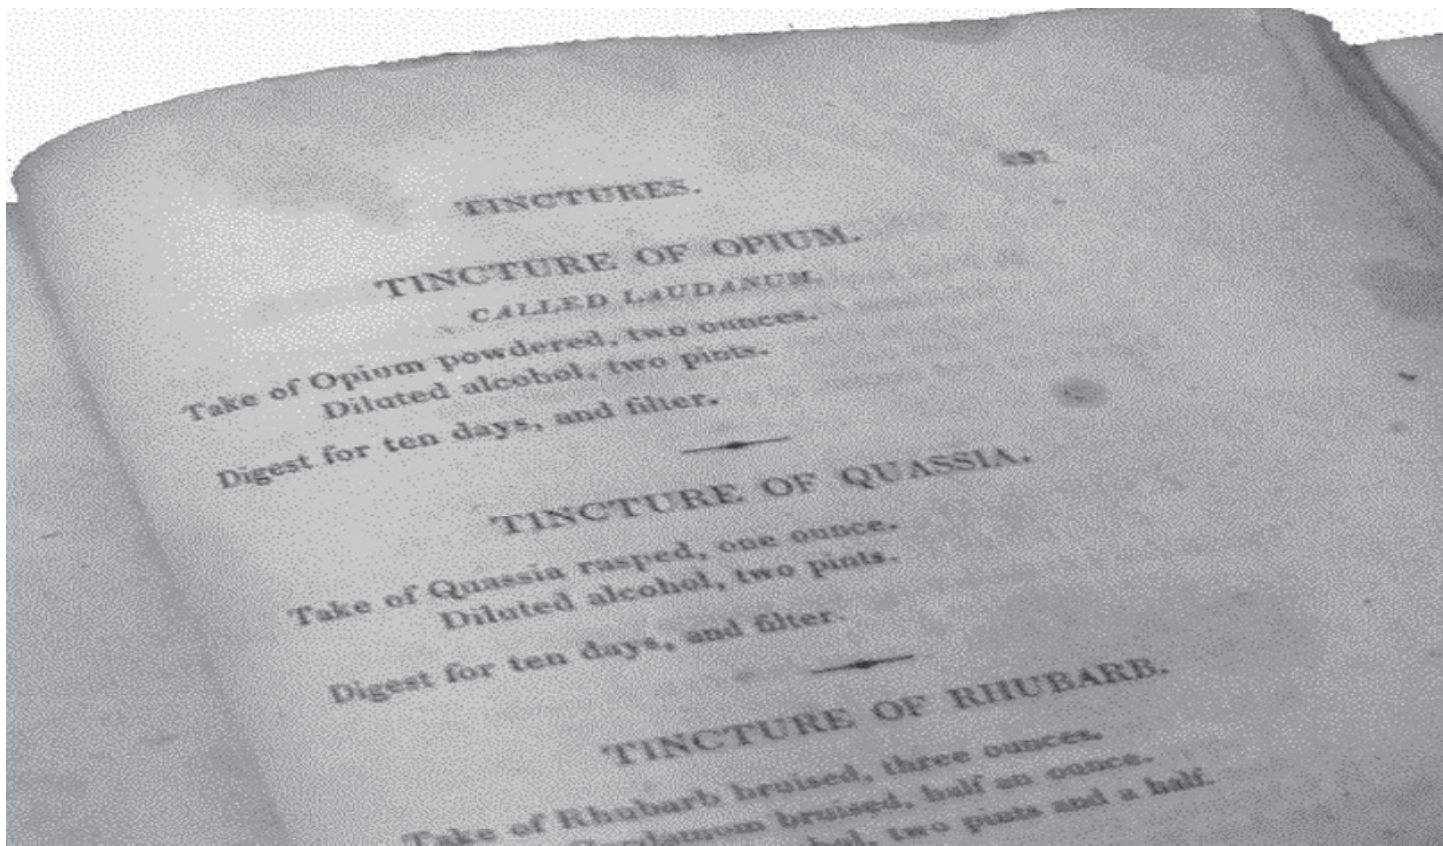 TINCTURES.
TINCTURE OF OPIUM.
CALLED LAUDANUM.
Take of Opium powdered, two ounces.
Diluted alcohol, two pints.
Digest for ten days, and filter.
TINCTURE OF QUASSIA.
Take of Quassia rasped, one ounce.
Diluted alcohol, two pints.
Digest for ten days, and filter.
TINCTURE OF RHUBARB.
Take of Rhubarb bruised, three ounces.
Cardamom bruised, half an ounce.
two pints and a half.